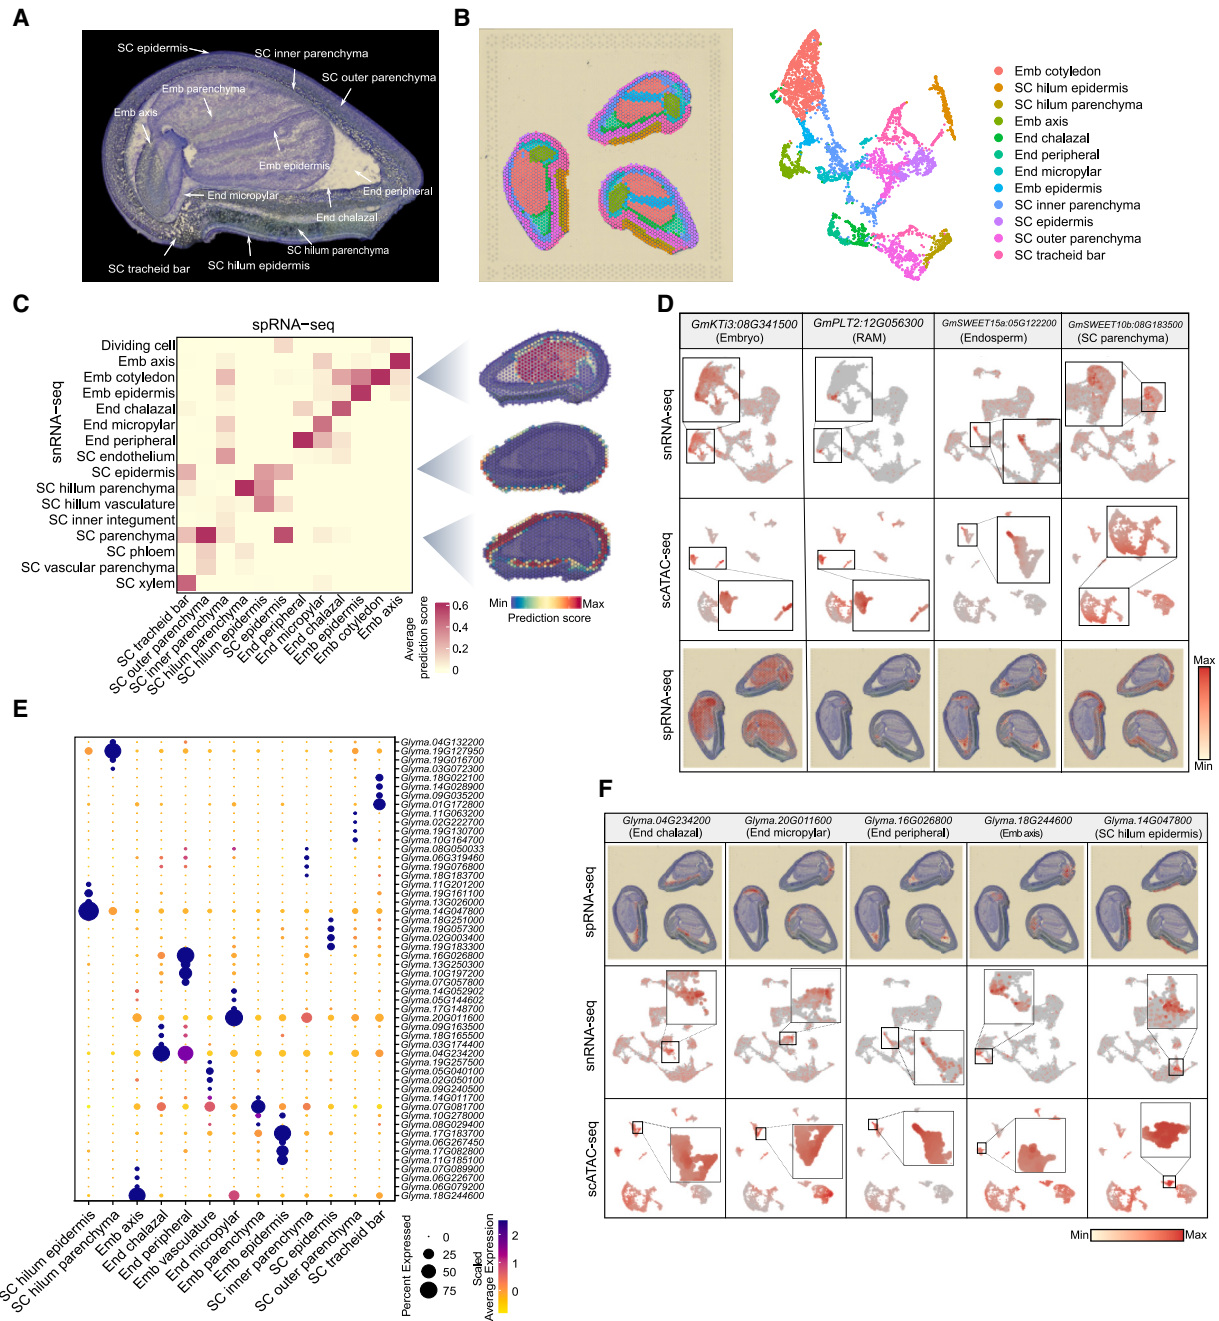 A
SC epidermis
SC inner parenchyma
SC outer parenchyma
Emb parenchyma
Emb axis
Emb epidermis
End peripheral
End micropylar
End chalazal
SC hilum parenchyma
SC tracheid bar
SC hilum epidermis
B
Emb cotyledon
SC hilum epidermis
SC hilum parenchyma
Emb axis
End chalazal
End peripheral
End micropylar
Emb epidermis
SC inner parenchyma
SC epidermis
SC outer parenchyma
SC tracheid bar
C
spRNA−seq
snRNA−seq
Dividing cell
Emb axis
Emb cotyledon
Emb epidermis
End chalazal
End micropylar
End peripheral
SC endothelium
SC epidermis
SC hillum parenchyma
SC hillum vasculature
SC inner integument
SC parenchyma
SC phloem
SC vascular parenchyma
SC xylem
SC tracheid bar
SC outer parenchyma
SC inner parenchyma
SC hilum parenchyma
SC hilum epidermis
SC epidermis
End peripheral
End micropylar
End chalazal
Emb epidermis
Emb cotyledon
Emb axis
Average
prediction score
0.6
0.4
0.2
0
Min Max
Prediction score
D
GmKTi3:08G341500
(Embryo)
GmPLT2:12G056300
(RAM)
GmSWEET15a:05G122200
(Endosperm)
GmSWEET10b:08G183500
(SC parenchyma)
snRNA-seq
scATAC-seq
spRNA-seq
Max
Min
E
Glyma.04G132200
Glyma.19G127950
Glyma.19G016700
Glyma.03G072300
Glyma.18G022100
Glyma.14G028900
Glyma.09G035200
Glyma.01G172800
Glyma.11G063200
Glyma.02G222700
Glyma.19G130700
Glyma.10G164700
Glyma.08G050033
Glyma.06G319460
Glyma.19G076800
Glyma.18G183700
Glyma.11G201200
Glyma.19G161100
Glyma.13G026000
Glyma.14G047800
Glyma.18G251000
Glyma.19G057300
Glyma.02G003400
Glyma.19G183300
Glyma.16G026800
Glyma.13G250300
Glyma.10G197200
Glyma.07G057800
Glyma.14G052902
Glyma.05G144602
Glyma.17G148700
Glyma.20G011600
Glyma.09G163500
Glyma.18G165500
Glyma.03G174400
Glyma.04G234200
Glyma.19G257500
Glyma.05G040100
Glyma.02G050100
Glyma.09G240500
Glyma.14G011700
Glyma.07G081700
Glyma.10G278000
Glyma.08G029400
Glyma.17G183700
Glyma.06G267450
Glyma.17G082800
Glyma.11G185100
Glyma.07G089900
Glyma.06G226700
Glyma.06G079200
Glyma.18G244600
SC hilum epidermis
SC hilum parenchyma
Emb axis
End chalazal
End peripheral
Emb vasculature
End micropylar
Emb parenchyma
Emb epidermis
SC inner parenchyma
SC epidermis
SC outer parenchyma
SC tracheid bar
Percent Expressed
0
25
50
75
Scaled
Average Expression
2
1
0
F
Glyma.04G234200
(End chalazal)
Glyma.20G011600
(End micropylar)
Glyma.16G026800
(End peripheral)
Glyma.18G244600
(Emb axis)
Glyma.14G047800
(SC hilum epidermis)
spRNA-seq
snRNA-seq
scATAC-seq
Min Max